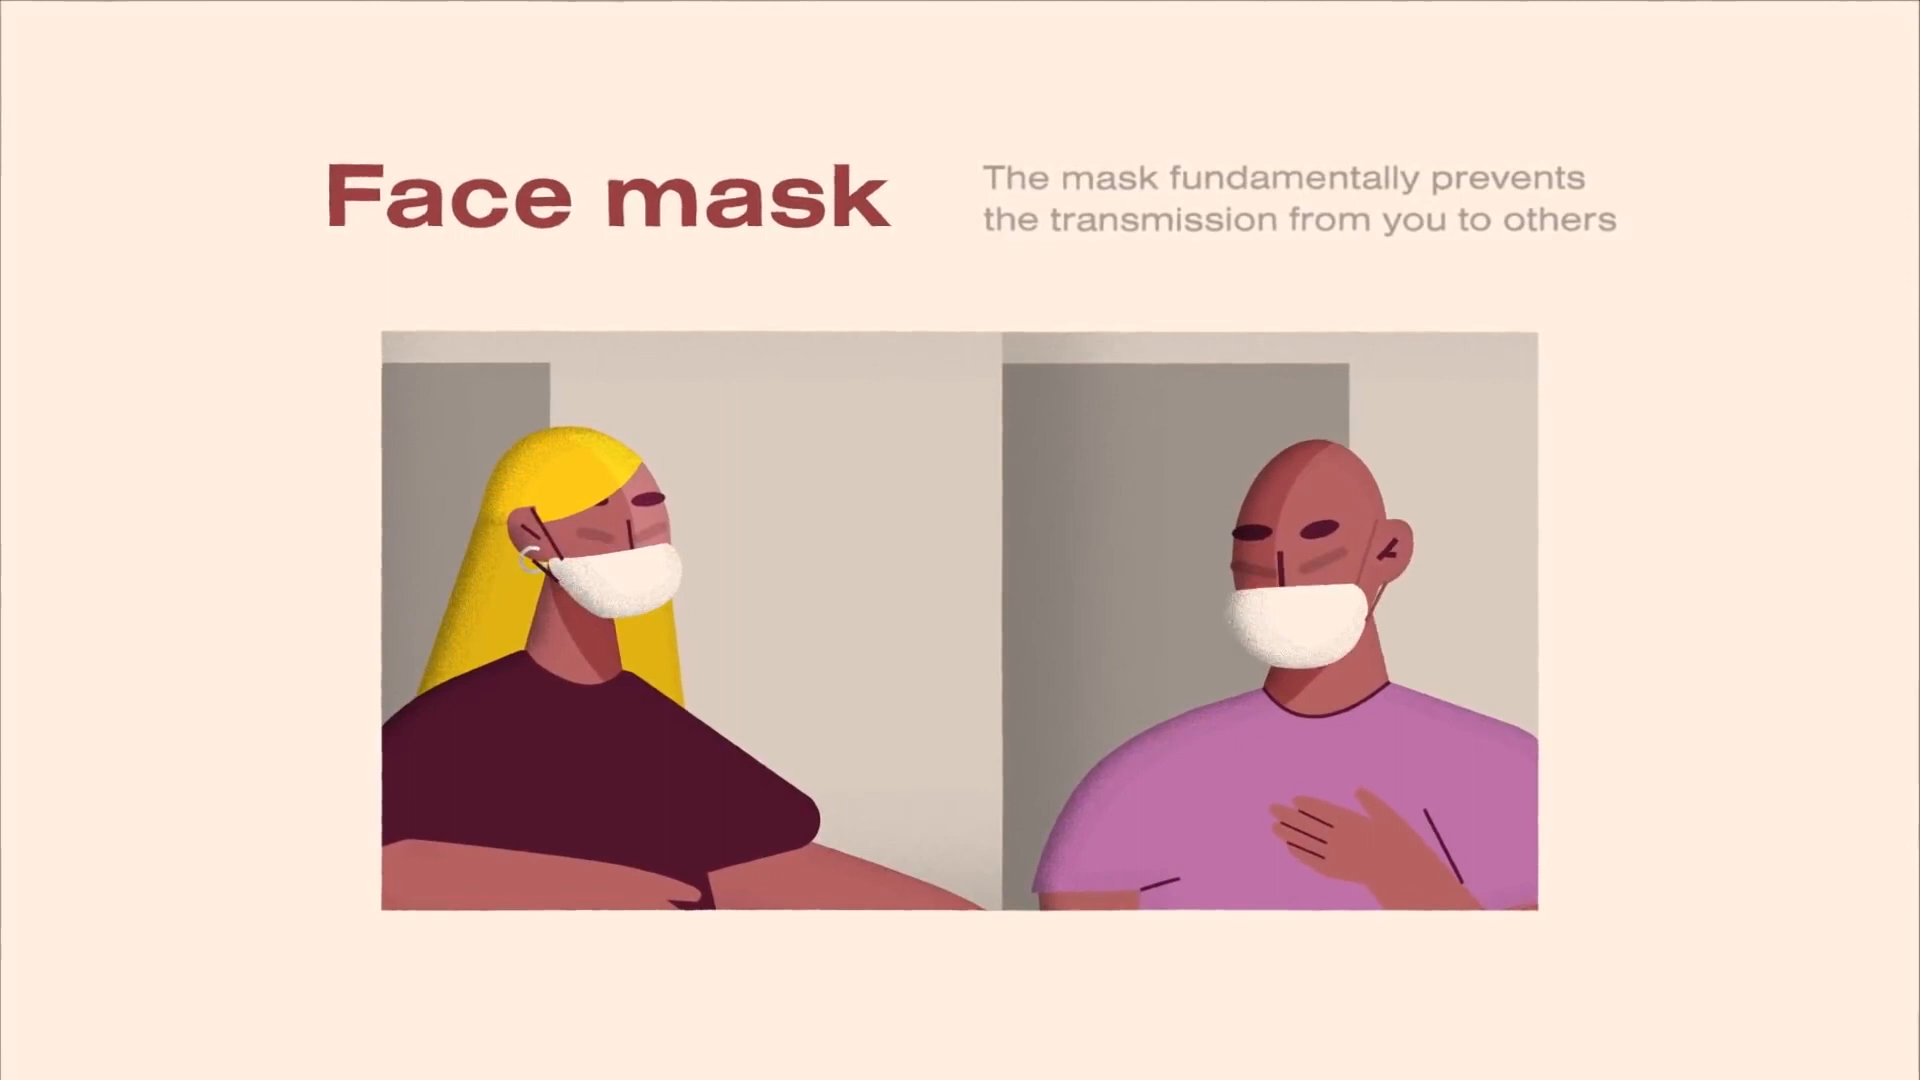 Face mask
The mask fundamentally prevents
the transmission from you to others